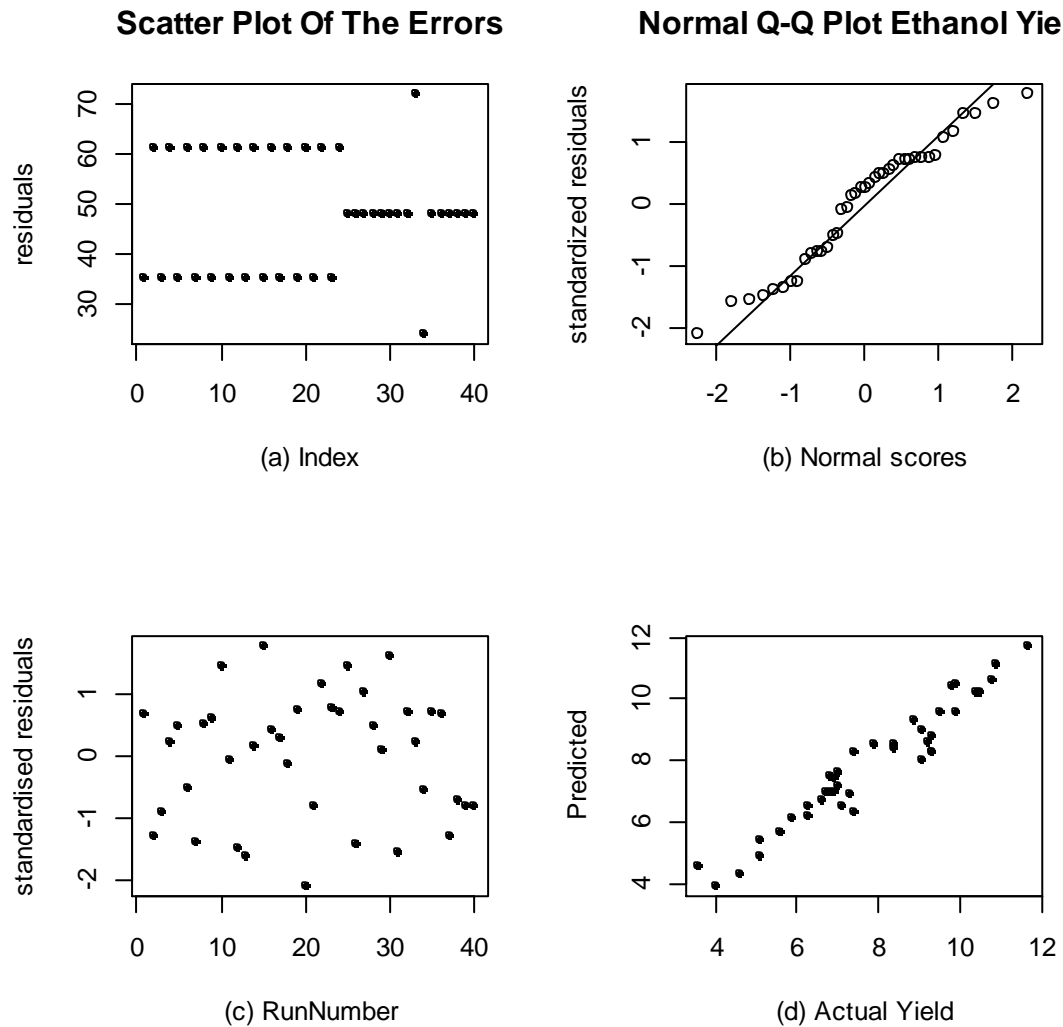 Scatter Plot Of The Errors
Normal Q-Q Plot Ethanol Yie
residuals
70
60
50
40
30
0 10 20 30 40
(a) Index
standardized residuals
1
0
-1
-2
-2 -1 0 1 2
(b) Normal scores
standardised residuals
1
0
-1
-2
0 10 20 30 40
(c) RunNumber
Predicted
12
10
8
6
4
4 6 8 10 12
(d) Actual Yield